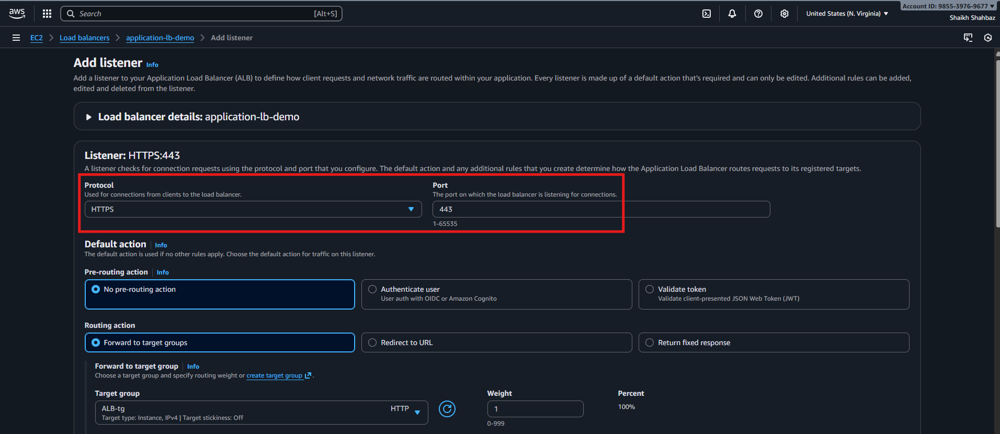 aws
Search [Alt+S]
United States (N. Virginia)
Account ID: 9855-3976-9677
Shaikh Shahbaz
EC2 Load balancers application-lb-demo Add listener
Add listener Info
Add a listener to your Application Load Balancer (ALB) to define how client requests and network traffic are routed within your application. Every listener is made up of a default action that's required and can only be edited. Additional rules can be added,
edited and deleted from the listener.
Load balancer details: application-lb-demo
Listener: HTTPS:443
A listener checks for connection requests using the protocol and port that you configure. The default action and any additional rules that you create determine how the Application Load Balancer routes requests to its registered targets.
Protocol
Used for connections from clients to the load balancer.
HTTPS
Port
The port on which the load balancer is listening for connections.
443
1-65535
Default action Info
The default action is used if no other rules apply. Choose the default action for traffic on this listener.
Pre-routing action Info
No pre-routing action
Authenticate user
User auth with OIDC or Amazon Cognito
Validate token
Validate client-presented JSON Web Token (JWT)
Routing action
Forward to target groups
Redirect to URL
Return fixed response
Forward to target group Info
Choose a target group and specify routing weight or create target group .
Target group
ALB-tg HTTP
Target type: Instance, IPv4 | Target stickiness: Off
Weight
1
0-999
Percent
100%